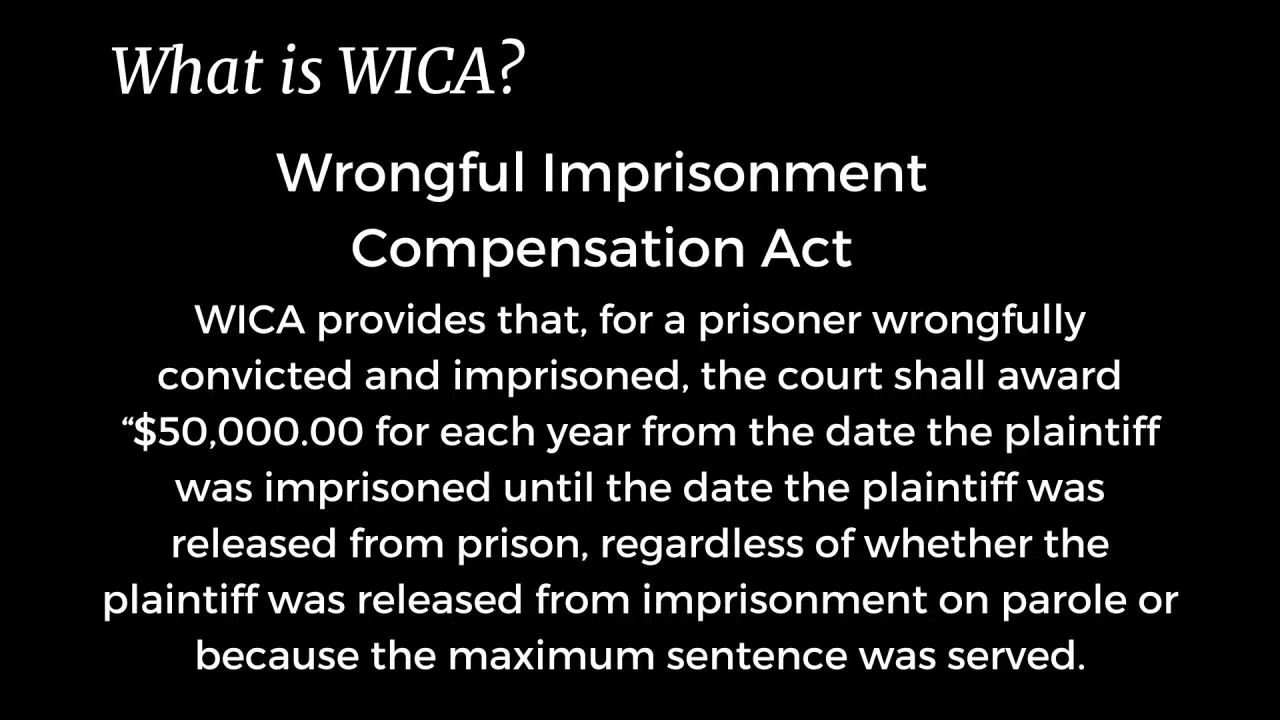 What is WICA?
Wrongful Imprisonment
Compensation Act
WICA provides that, for a prisoner wrongfully
convicted and imprisoned, the court shall award
“$50,000.00 for each year from the date the plaintiff
was imprisoned until the date the plaintiff was
released from prison, regardless of whether the
plaintiff was released from imprisonment on parole or
because the maximum sentence was served.